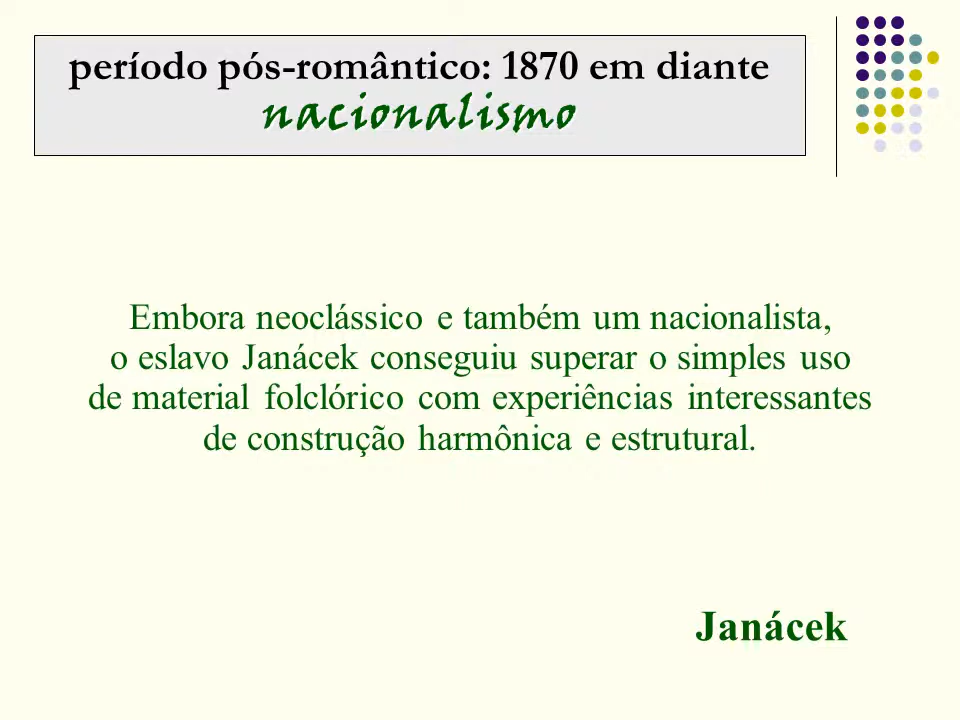 período pós-romântico: 1870 em diante
nacionalismo
Embora neoclássico e também um nacionalista,
o eslavo Janácek conseguiu superar o simples uso
de material folclórico com experiências interessantes
de construção harmônica e estrutural.
Janácek